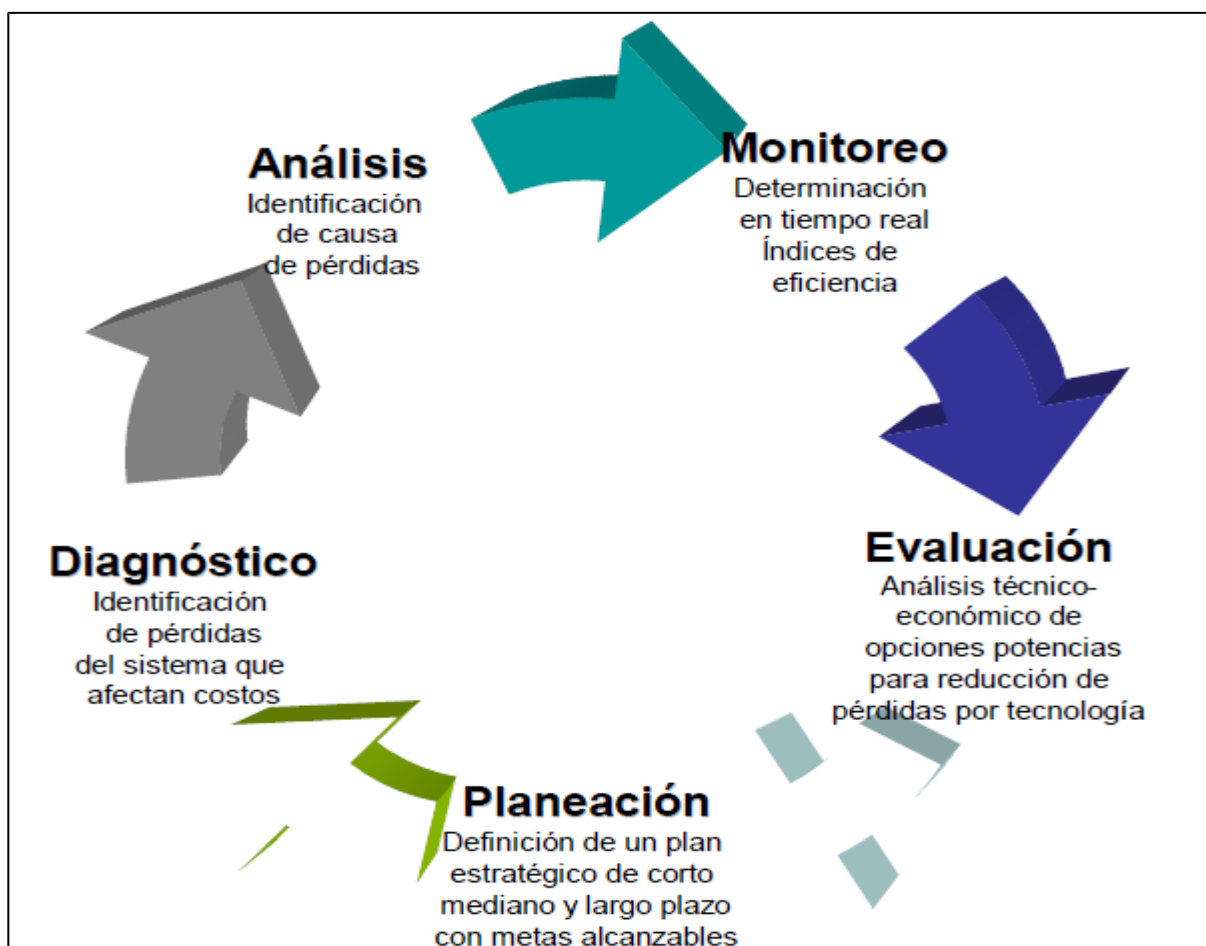 Análisis
Identificación
de causa
de pérdidas
Monitoreo
Determinación
en tiempo real
Índices de
eficiencia
Diagnóstico
Identificación
de pérdidas
del sistema que
afectan costos
Evaluación
Análisis técnico-
económico de
opciones potencias
para reducción de
pérdidas por tecnología
Planeación
Definición de un plan
estratégico de corto
mediano y largo plazo
con metas alcanzables